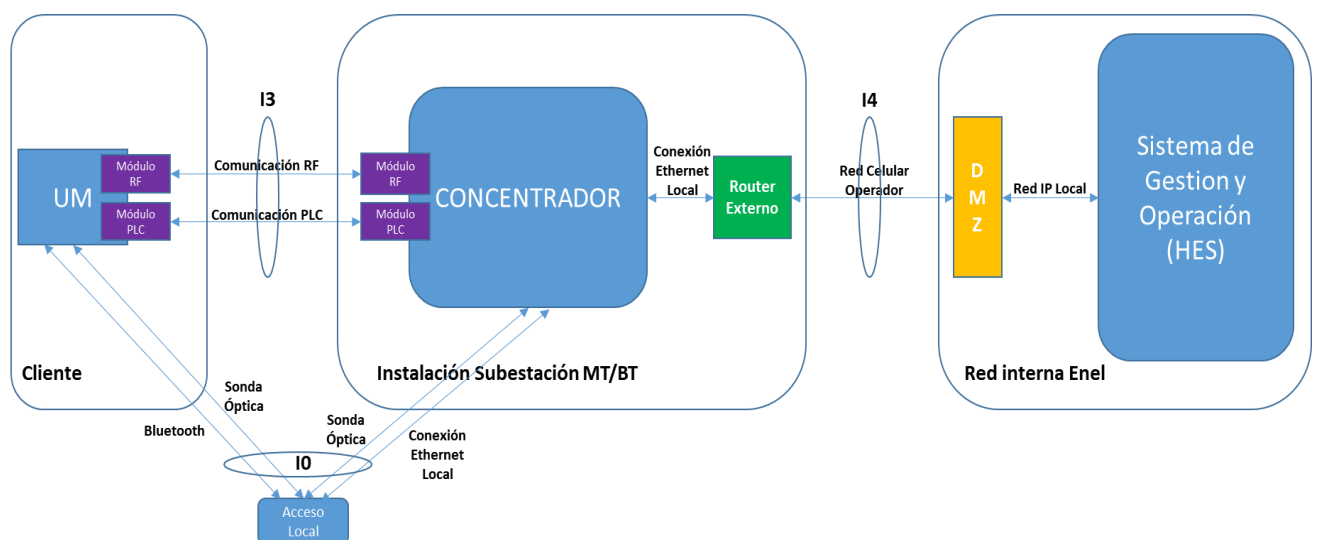 I3
I4
UM
Módulo
RF
Módulo
PLC
Comunicación RF
Comunicación PLC
Módulo
RF
Módulo
PLC
CONCENTRADOR
Conexión
Ethernet
Local
Router
Externo
Red Celular
Operador
D
M
Z
Red IP Local
Sistema de
Gestion y
Operación
(HES)
Cliente
Instalación Subestación MT/BT
Red interna Enel
Sonda
Óptica
Bluetooth
Sonda
Óptica
Conexión
Ethernet
Local
I0
Acceso
Local